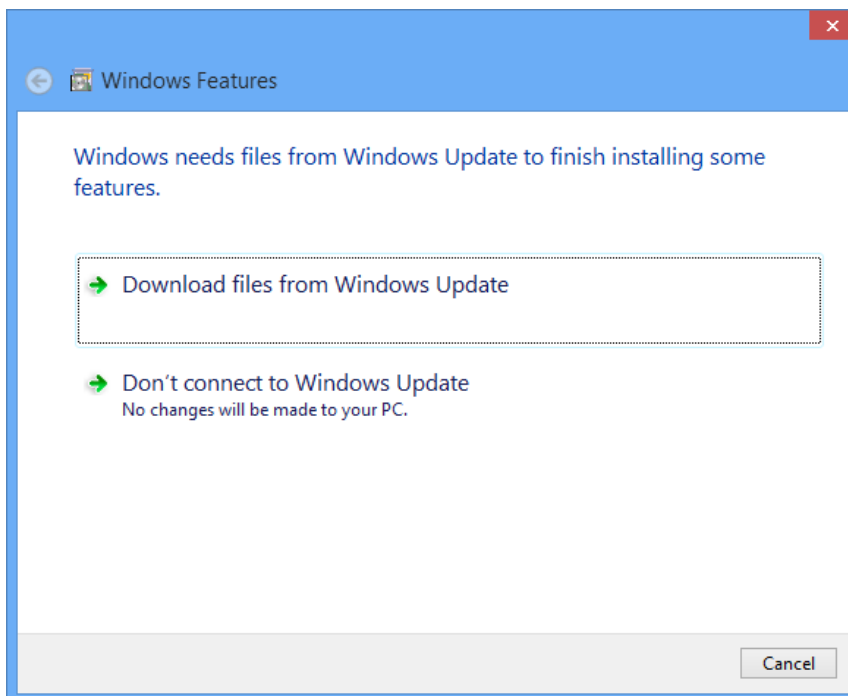 Windows Features
Windows needs files from Windows Update to finish installing some
features.
Download files from Windows Update
Don't connect to Windows Update
No changes will be made to your PC.
Cancel